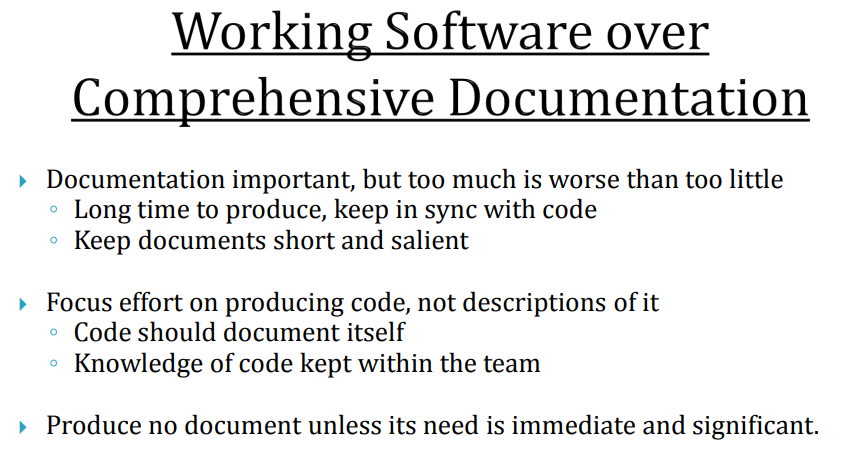 Working Software over
Comprehensive Documentation
Documentation important, but too much is worse than too little
Long time to produce, keep in sync with code
Keep documents short and salient
Focus effort on producing code, not descriptions of it
Code should document itself
Knowledge of code kept within the team
Produce no document unless its need is immediate and significant.